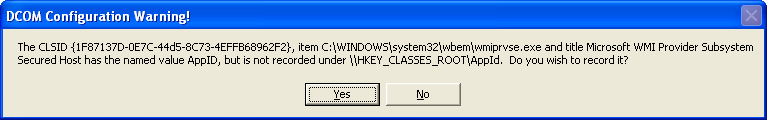 DCOM Configuration Warning!
The CLSID {1F87137D-0E7C-44d5-8C73-4EFFB68962F2}, item C:\WINDOWS\system32\wbem\wmiprvse.exe and title Microsoft WMI Provider Subsystem
Secured Host has the named value AppID, but is not recorded under \\HKEY_CLASSES_ROOT\AppId.  Do you wish to record it?
Yes No